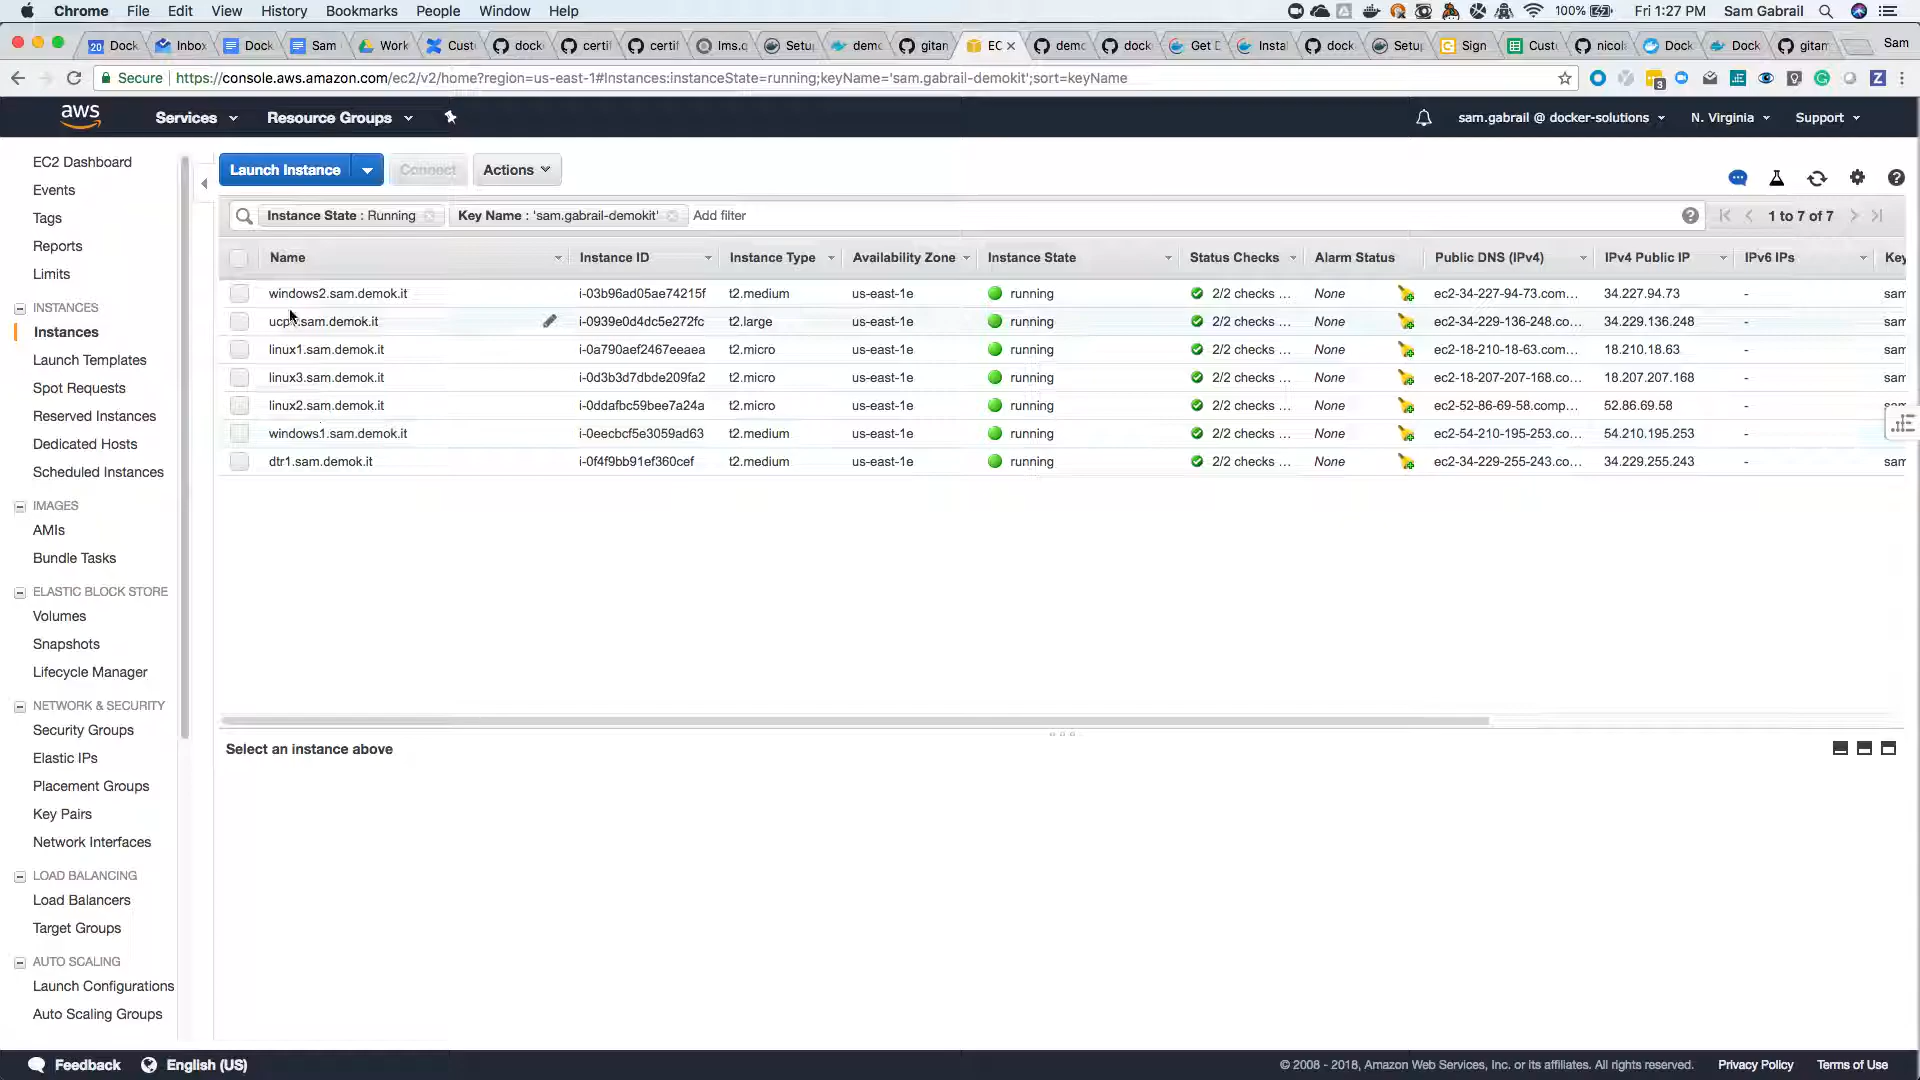 Chrome File Edit View History Bookmarks People Window Help 100% Fri 1:27 PM Sam Gabrail
20 Dock Inbox Dock Sam Work Custo docke certif certif lms.q Setup demo gitan EC demo dock Get D Instal dock Setup Sign Custo nicol Dock Dock gitan Sam
Secure https://console.aws.amazon.com/ec2/v2/home?region=us-east-1#Instances:instanceState=running;keyName='sam.gabrail-demokit';sort=keyName 3 Z
aws Services Resource Groups sam.gabrail @ docker-solutions N. Virginia Support
EC2 Dashboard
Events
Tags
Reports
Limits
INSTANCES
Instances
Launch Templates
Spot Requests
Reserved Instances
Dedicated Hosts
Scheduled Instances
IMAGES
AMIs
Bundle Tasks
ELASTIC BLOCK STORE
Volumes
Snapshots
Lifecycle Manager
NETWORK & SECURITY
Security Groups
Elastic IPs
Placement Groups
Key Pairs
Network Interfaces
LOAD BALANCING
Load Balancers
Target Groups
AUTO SCALING
Launch Configurations
Auto Scaling Groups
Launch Instance Connect Actions
Instance State : Running Key Name : 'sam.gabrail-demokit' Add filter 1 to 7 of 7
Name Instance ID Instance Type Availability Zone Instance State Status Checks Alarm Status Public DNS (IPv4) IPv4 Public IP IPv6 IPs Key
windows2.sam.demok.it i-03b96ad05ae74215f t2.medium us-east-1e running 2/2 checks ... None ec2-34-227-94-73.com... 34.227.94.73 - sam
.sam.demok.it i-0939e0d4dc5e272fc t2.large us-east-1e running 2/2 checks ... None ec2-34-229-136-248.co... 34.229.136.248 - sam
linux1.sam.demok.it i-0a790aef2467eeaea t2.micro us-east-1e running 2/2 checks ... None ec2-18-210-18-63.com... 18.210.18.63 - sam
linux3.sam.demok.it i-0d3b3d7dbde209fa2 t2.micro us-east-1e running 2/2 checks ... None ec2-18-207-207-168.co... 18.207.207.168 - sam
linux2.sam.demok.it i-0ddafbc59bee7a24a t2.micro us-east-1e running 2/2 checks ... None ec2-52-86-69-58.comp... 52.86.69.58 - sam
windows1.sam.demok.it i-0eecbcf5e3059ad63 t2.medium us-east-1e running 2/2 checks ... None ec2-54-210-195-253.co... 54.210.195.253 - sam
dtr1.sam.demok.it i-0f4f9bb91ef360cef t2.medium us-east-1e running 2/2 checks ... None ec2-34-229-255-243.co... 34.229.255.243 - sam
Select an instance above
Feedback English (US) © 2008 - 2018, Amazon Web Services, Inc. or its affiliates. All rights reserved. Privacy Policy Terms of Use